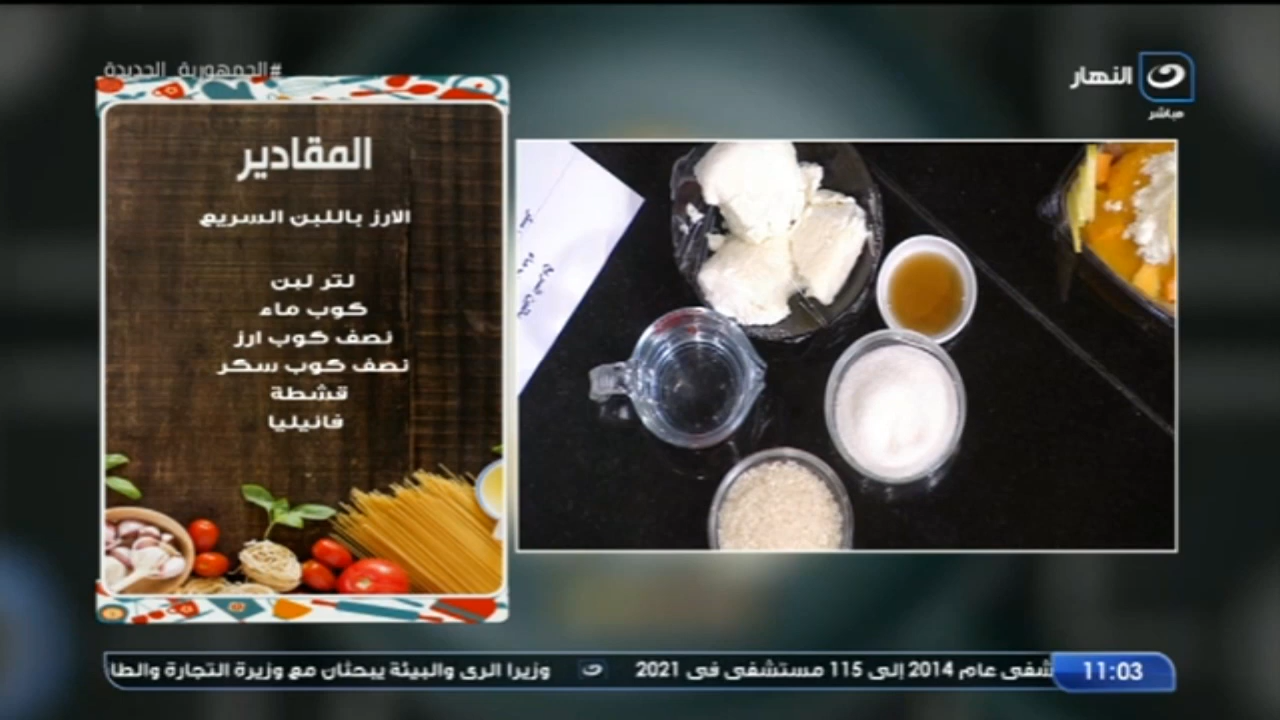 #الجمهورية_الجديدة
النهار
مباشر
المقادير
الارز باللبن السريع
لتر لبن
كوب ماء
نصف كوب ارز
نصف كوب سكر
قشطة
فانيليا
11:03
شفى عام 2014 إلى 115 مستشفى فى 2021 وزيرا الرى والبيئة يبحثان مع وزيرة التجارة والطا